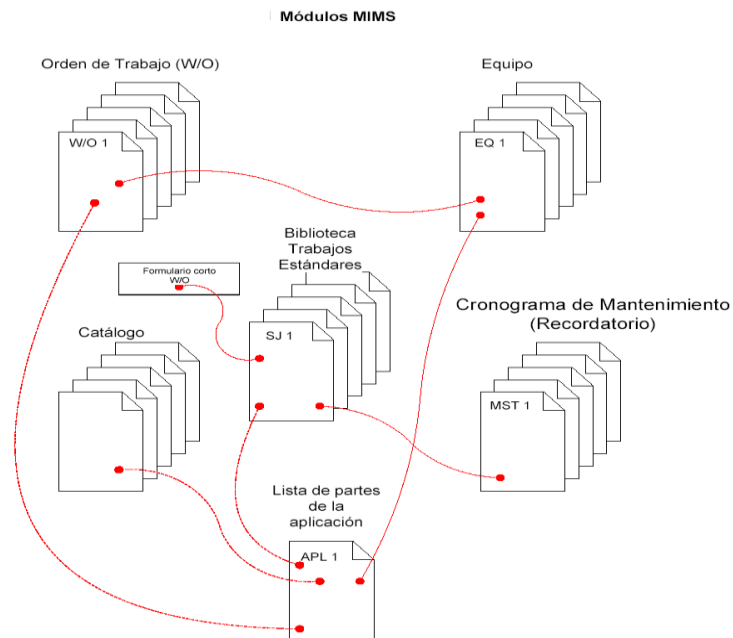 Módulos MIMS
Orden de Trabajo (W/O)
Equipo
W/O 1
EQ 1
Biblioteca
Trabajos
Estándares
Formulario corto
W/O
Cronograma de Mantenimiento
(Recordatorio)
Catálogo
SJ 1
MST 1
Lista de partes
de la
aplicación
APL 1